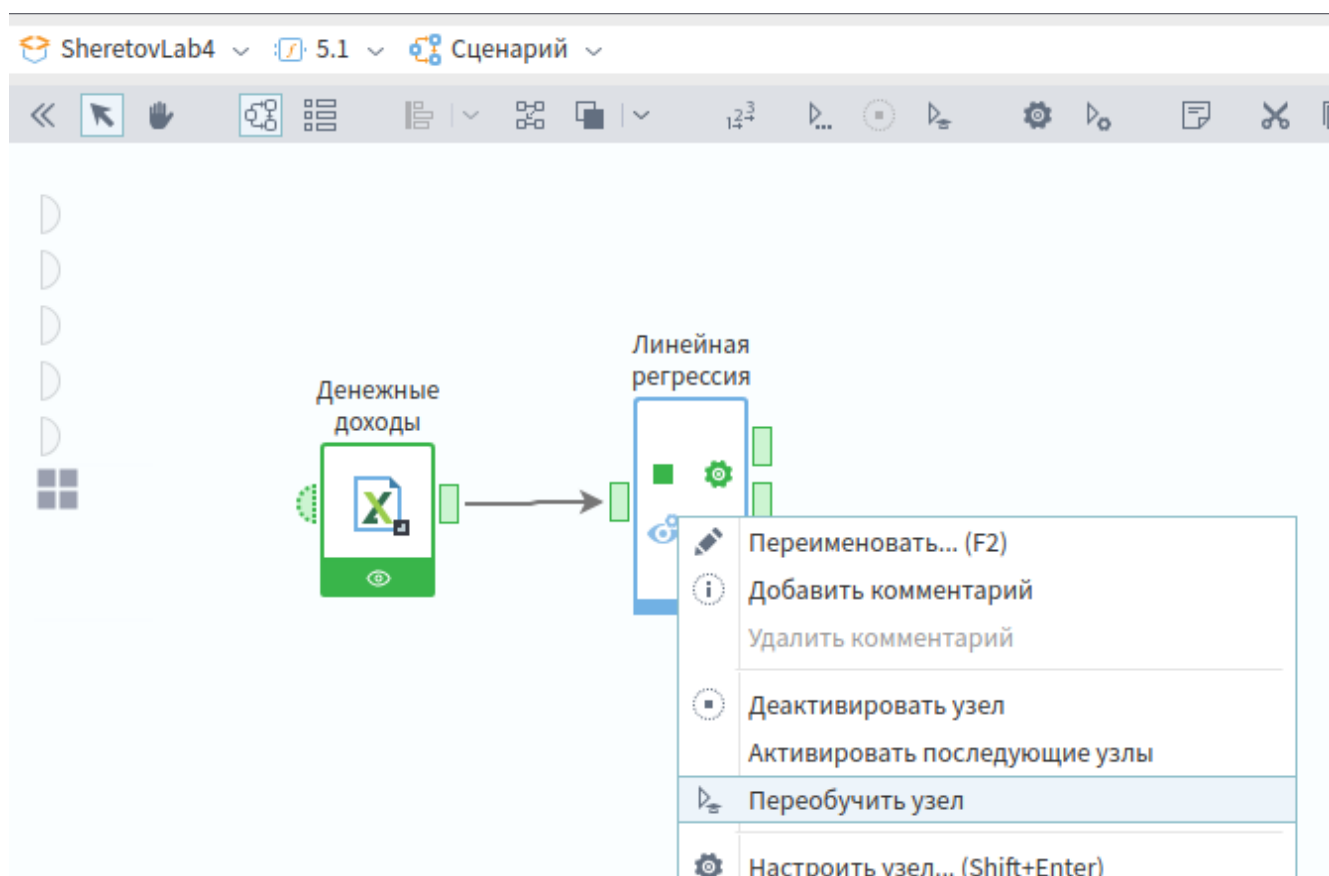 SheretovLab4 5.1 Сценарий
Линейная
регрессия
Денежные
доходы
Переименовать... (F2)
Добавить комментарий
Удалить комментарий
Деактивировать узел
Активировать последующие узлы
Переобучить узел
Настроить узел... (Shift+Enter)